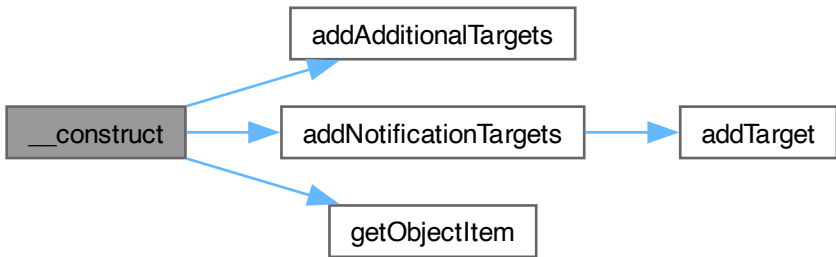 addAdditionalTargets
__construct
addNotificationTargets
addTarget
getObjectItem